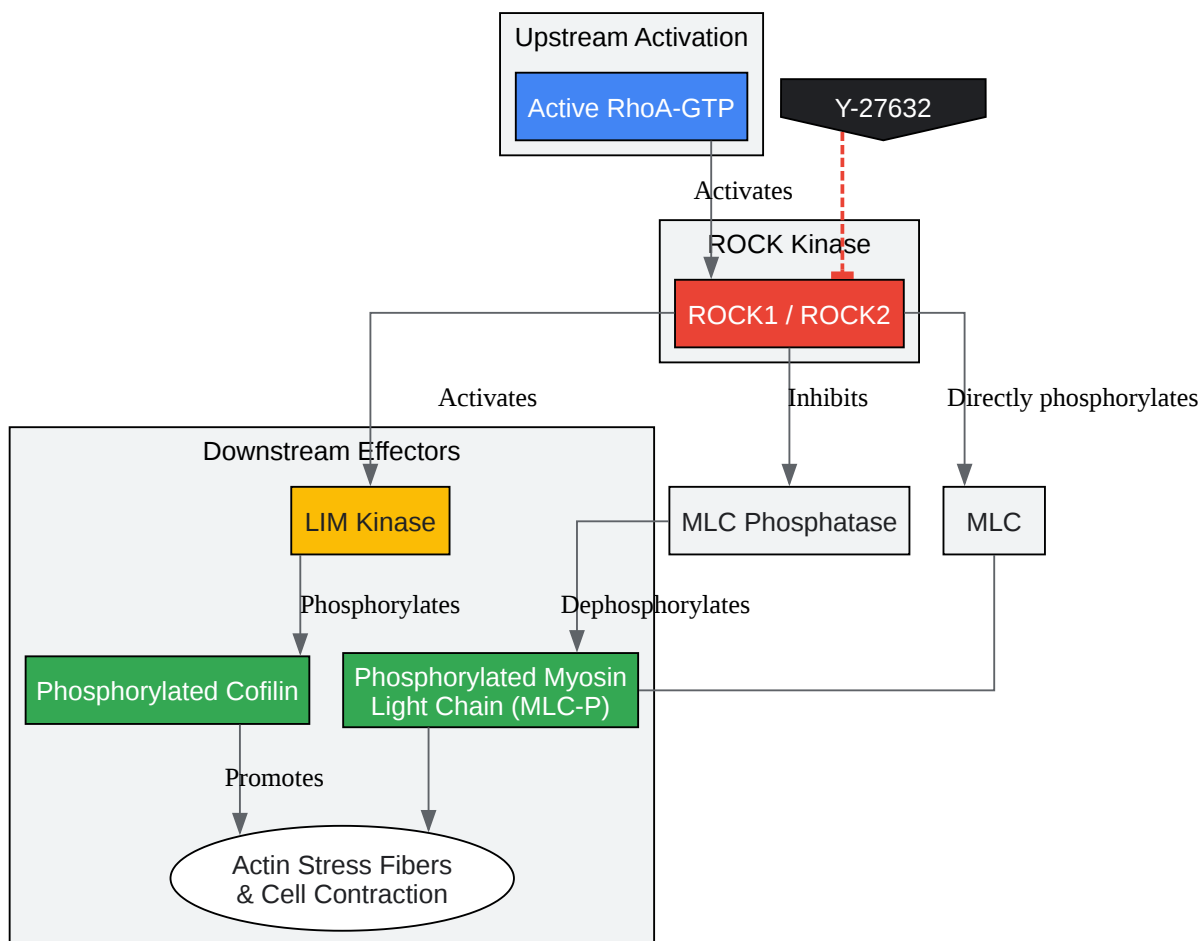 Upstream Activation
Active RhoA-GTP
Y-27632
Activates
ROCK Kinase
ROCK1 / ROCK2
Activates
Inhibits
Directly phosphorylates
Downstream Effectors
LIM Kinase
MLC Phosphatase
MLC
Phosphorylates
Dephosphorylates
Phosphorylated Cofilin
Phosphorylated Myosin
Light Chain (MLC-P)
Promotes
Actin Stress Fibers
& Cell Contraction